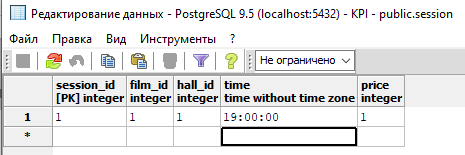 Редактирование данных - PostgreSQL 9.5 (localhost:5432) - KPI - public.session
Файл Правка Вид Инструменты ?
Не ограничено
session_id film_id hall_id time price
[PK] integer integer integer time without time zone integer
1 1 1 1 19:00:00 1
*